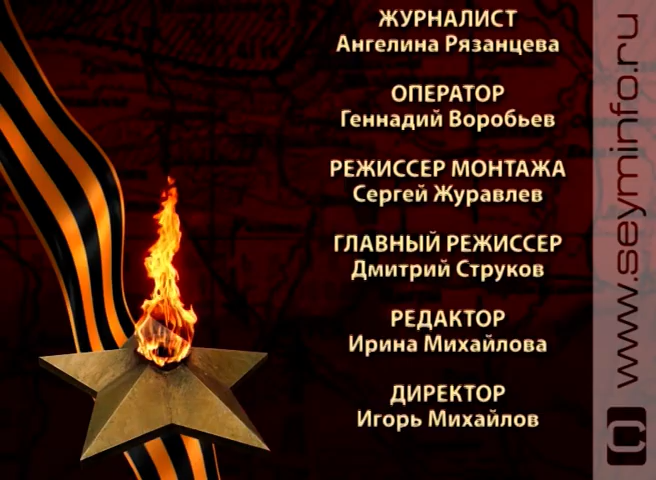 ЖУРНАЛИСТ
Ангелина Рязанцева
ОПЕРАТОР
Геннадий Воробьев
РЕЖИССЕР МОНТАЖА
Сергей Журавлев
ГЛАВНЫЙ РЕЖИССЕР
Дмитрий Струков
РЕДАКТОР
Ирина Михайлова
ДИРЕКТОР
Игорь Михайлов
www.seyminfo.ru